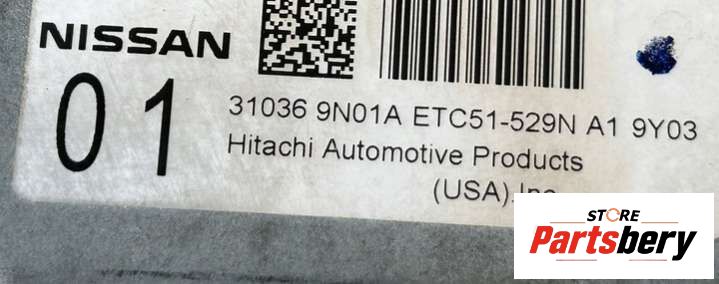 NISSAN
01
31036 9N01A ETC51-529N A1 9Y03
Hitachi Automotive Products
(USA),Inc
STORE
Partsbery